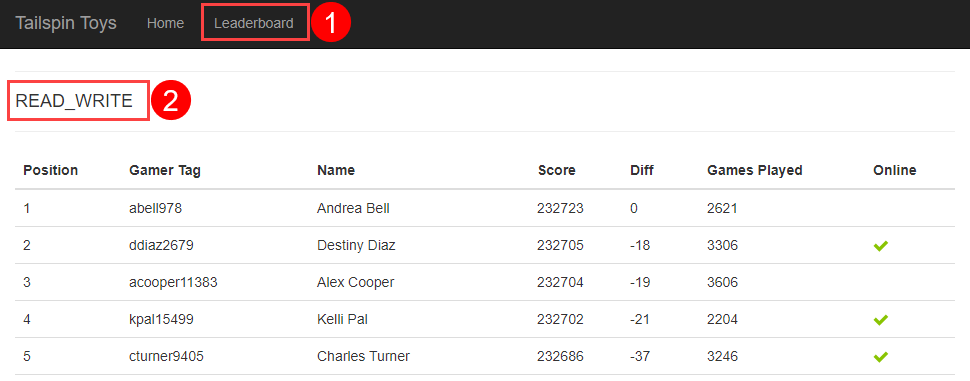 Tailspin Toys Home Leaderboard 1
READ_WRITE 2
Position Gamer Tag Name Score Diff Games Played Online
1 abell978 Andrea Bell 232723 0 2621
2 ddiaz2679 Destiny Diaz 232705 -18 3306
3 acooper11383 Alex Cooper 232704 -19 3606
4 kpal15499 Kelli Pal 232702 -21 2204
5 cturner9405 Charles Turner 232686 -37 3246